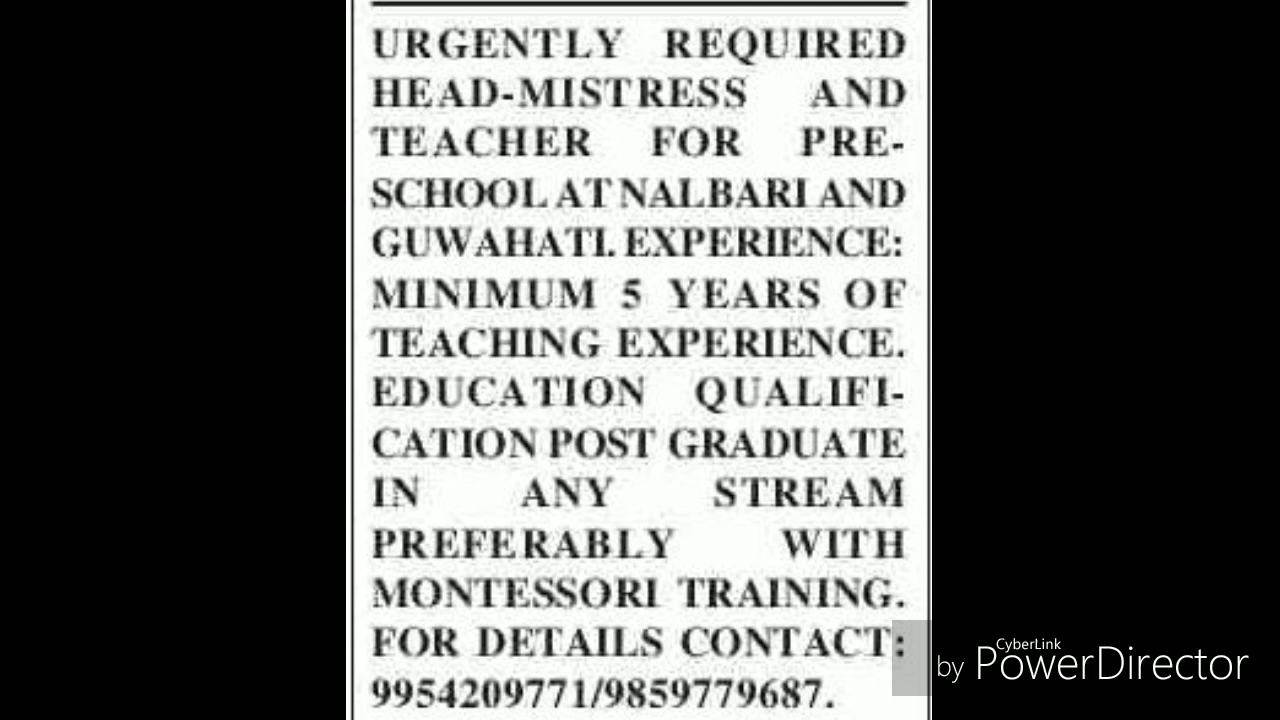 URGENTLY REQUIRED
HEAD-MISTRESS AND
TEACHER FOR PRE-
SCHOOL AT NALBARI AND
GUWAHATI. EXPERIENCE:
MINIMUM 5 YEARS OF
TEACHING EXPERIENCE.
EDUCATION QUALIFI-
CATION POST GRADUATE
IN ANY STREAM
PREFERABLY WITH
MONTESSORI TRAINING.
FOR DETAILS CONTACT:
9954209771/9859779687.
CyberLink
by PowerDirector